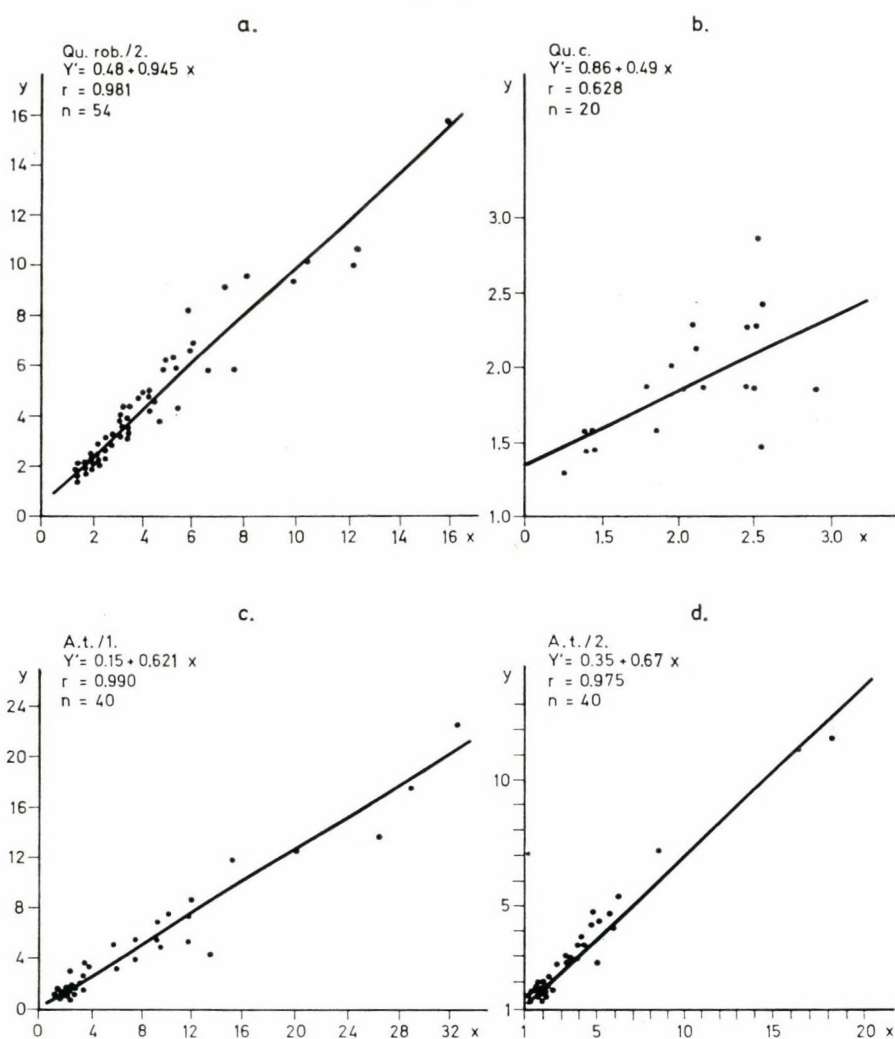 a.
Qu. rob./2.
Y'= 0.48 + 0.945 x
r = 0.981
n = 54
y
16
14
12
10
8
6
4
2
0
0 2 4 6 8 10 12 14 16 x
b.
Qu.c.
Y'= 0.86 + 0.49 x
r = 0.628
n = 20
y
3.0
2.5
2.0
1.5
1.0
0 1.5 2.0 2.5 3.0 x
c.
A.t./1.
Y'= 0.15 + 0.621 x
r = 0.990
n = 40
y
24
20
16
12
8
4
0
0 4 8 12 16 20 24 28 32 x
d.
A.t./2.
Y'= 0.35 + 0.67 x
r = 0.975
n = 40
y
10
5
1
1 5 10 15 20 x